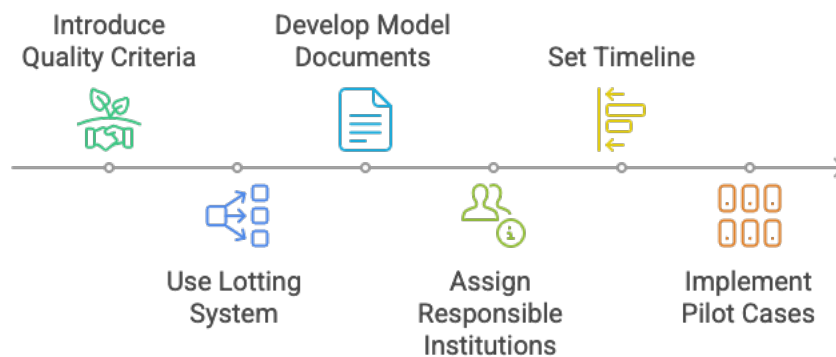 Introduce
Quality Criteria
Use Lotting
System
Develop Model
Documents
Assign
Responsible
Institutions
Set Timeline
Implement
Pilot Cases